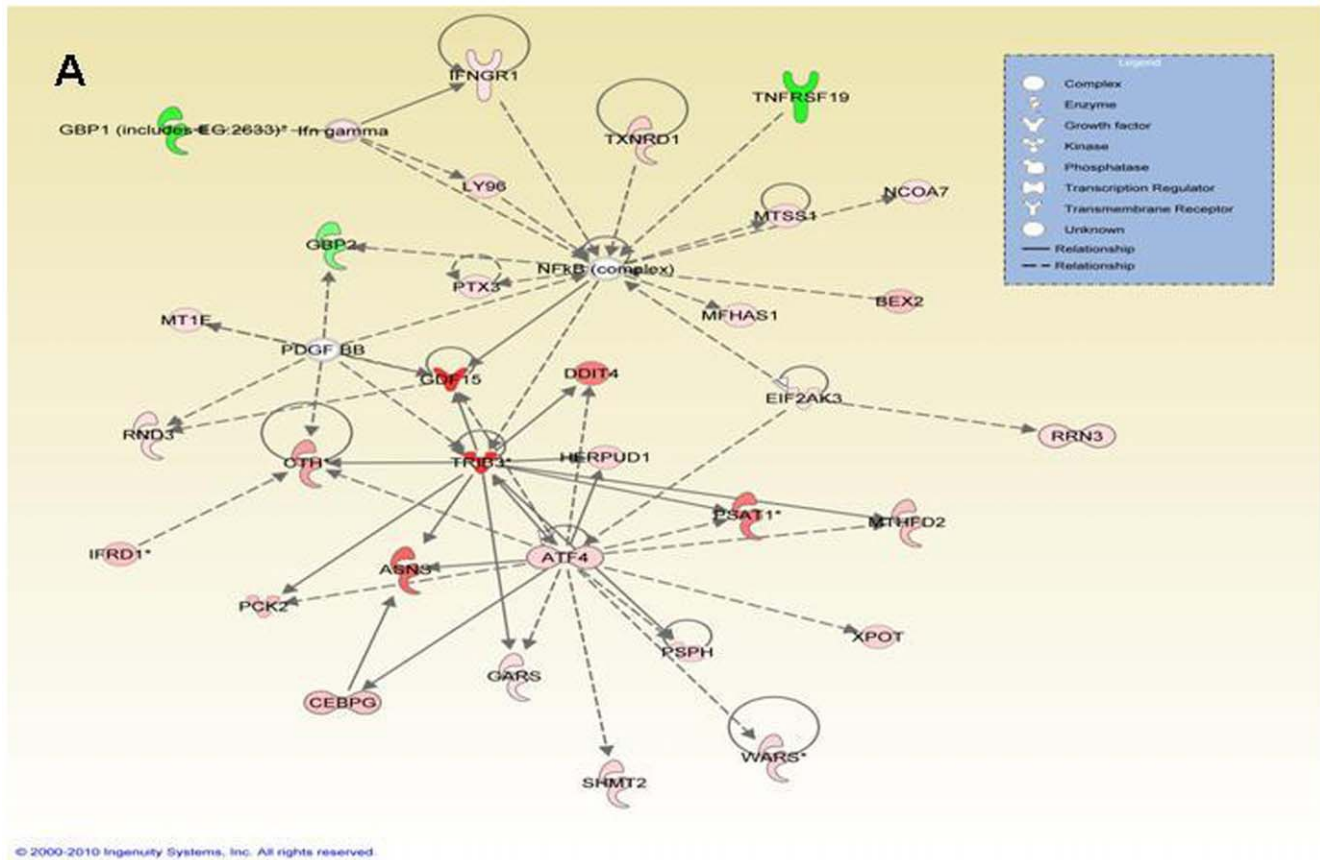 A
IFNGR1
TNFRSF19
GBP1 (includes EG:2633)* Ifn gamma
TXNRD1
LY96
NCOA7
MTSS1
GBP2
NFkB (complex)
PTX3
BEX2
MT1E
MFHAS1
PDGF BB
GDF15
DDIT4
EIF2AK3
RND3
RRN3
CTH*
TRIB3*
HERPUD1
PSAT1*
MTHFD2
IFRD1*
ATF4
ASNS
PCK2
XPOT
PSPH
GARS
CEBPG
WARS*
SHMT2
Legend
Complex
Enzyme
Growth factor
Kinase
Phosphatase
Transcription Regulator
Transmembrane Receptor
Unknown
Relationship
Relationship
© 2000-2010 Ingenuity Systems, Inc. All rights reserved.